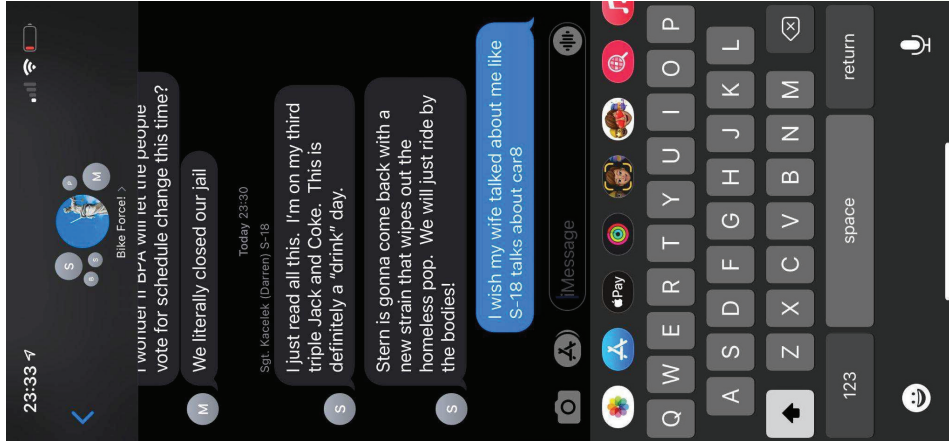 23:33
Bike Force! >
S
B
S
P
M
I wonder if BPA will let the people
vote for schedule change this time?
We literally closed our jail
M
Today 23:30
Sgt. Kacelek (Darren) S-18
I just read all this.  I'm on my third
triple Jack and Coke.  This is
definitely a “drink” day.
S
Stern is gonna come back with a
new strain that wipes out the
homeless pop.  We will just ride by
the bodies!
S
I wish my wife talked about me like
S-18 talks about car8
iMessage
Pay
Q W E R T Y U I O P
A S D F G H J K L
Z X C V B N M
123 space return